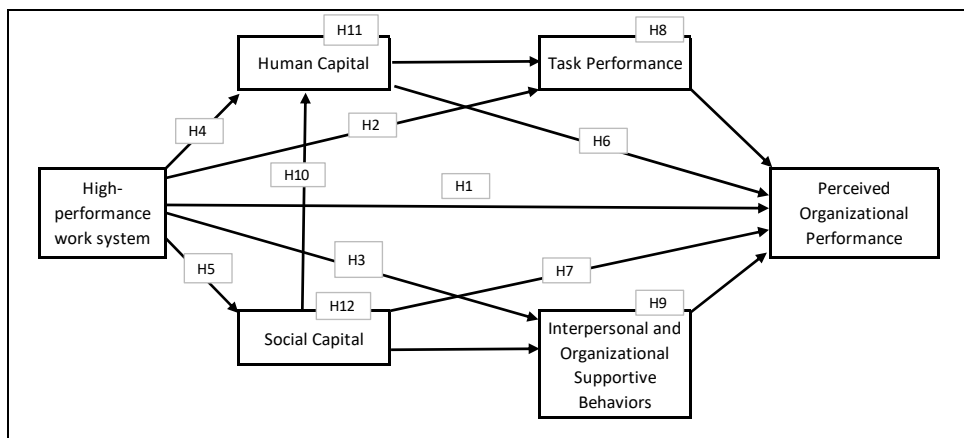 H11
H8
Human Capital
Task Performance
H4
H2
H6
H10
H1
High-
performance
work system
Perceived
Organizational
Performance
H5
H3
H7
H12
H9
Social Capital
Interpersonal and
Organizational
Supportive
Behaviors